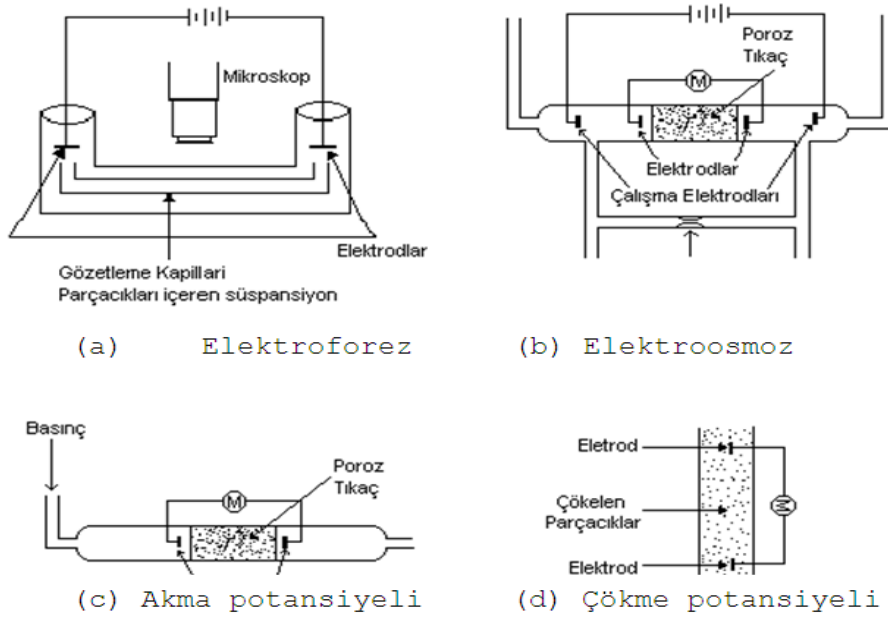 Mikroskop
Elektrodlar
Gözetleme Kapillari
Parçacıkları içeren süspansiyon
(a) Elektroforez
Poroz
Tıkaç
M
Elektrodlar
Çalışma Elektrodları
(b) Elektroosmoz
Basınç
Poroz
Tıkaç
M
(c) Akma potansiyeli
Eletrod
Çökelen
Parçacıklar
M
Elektrod
(d) Çökme potansiyeli